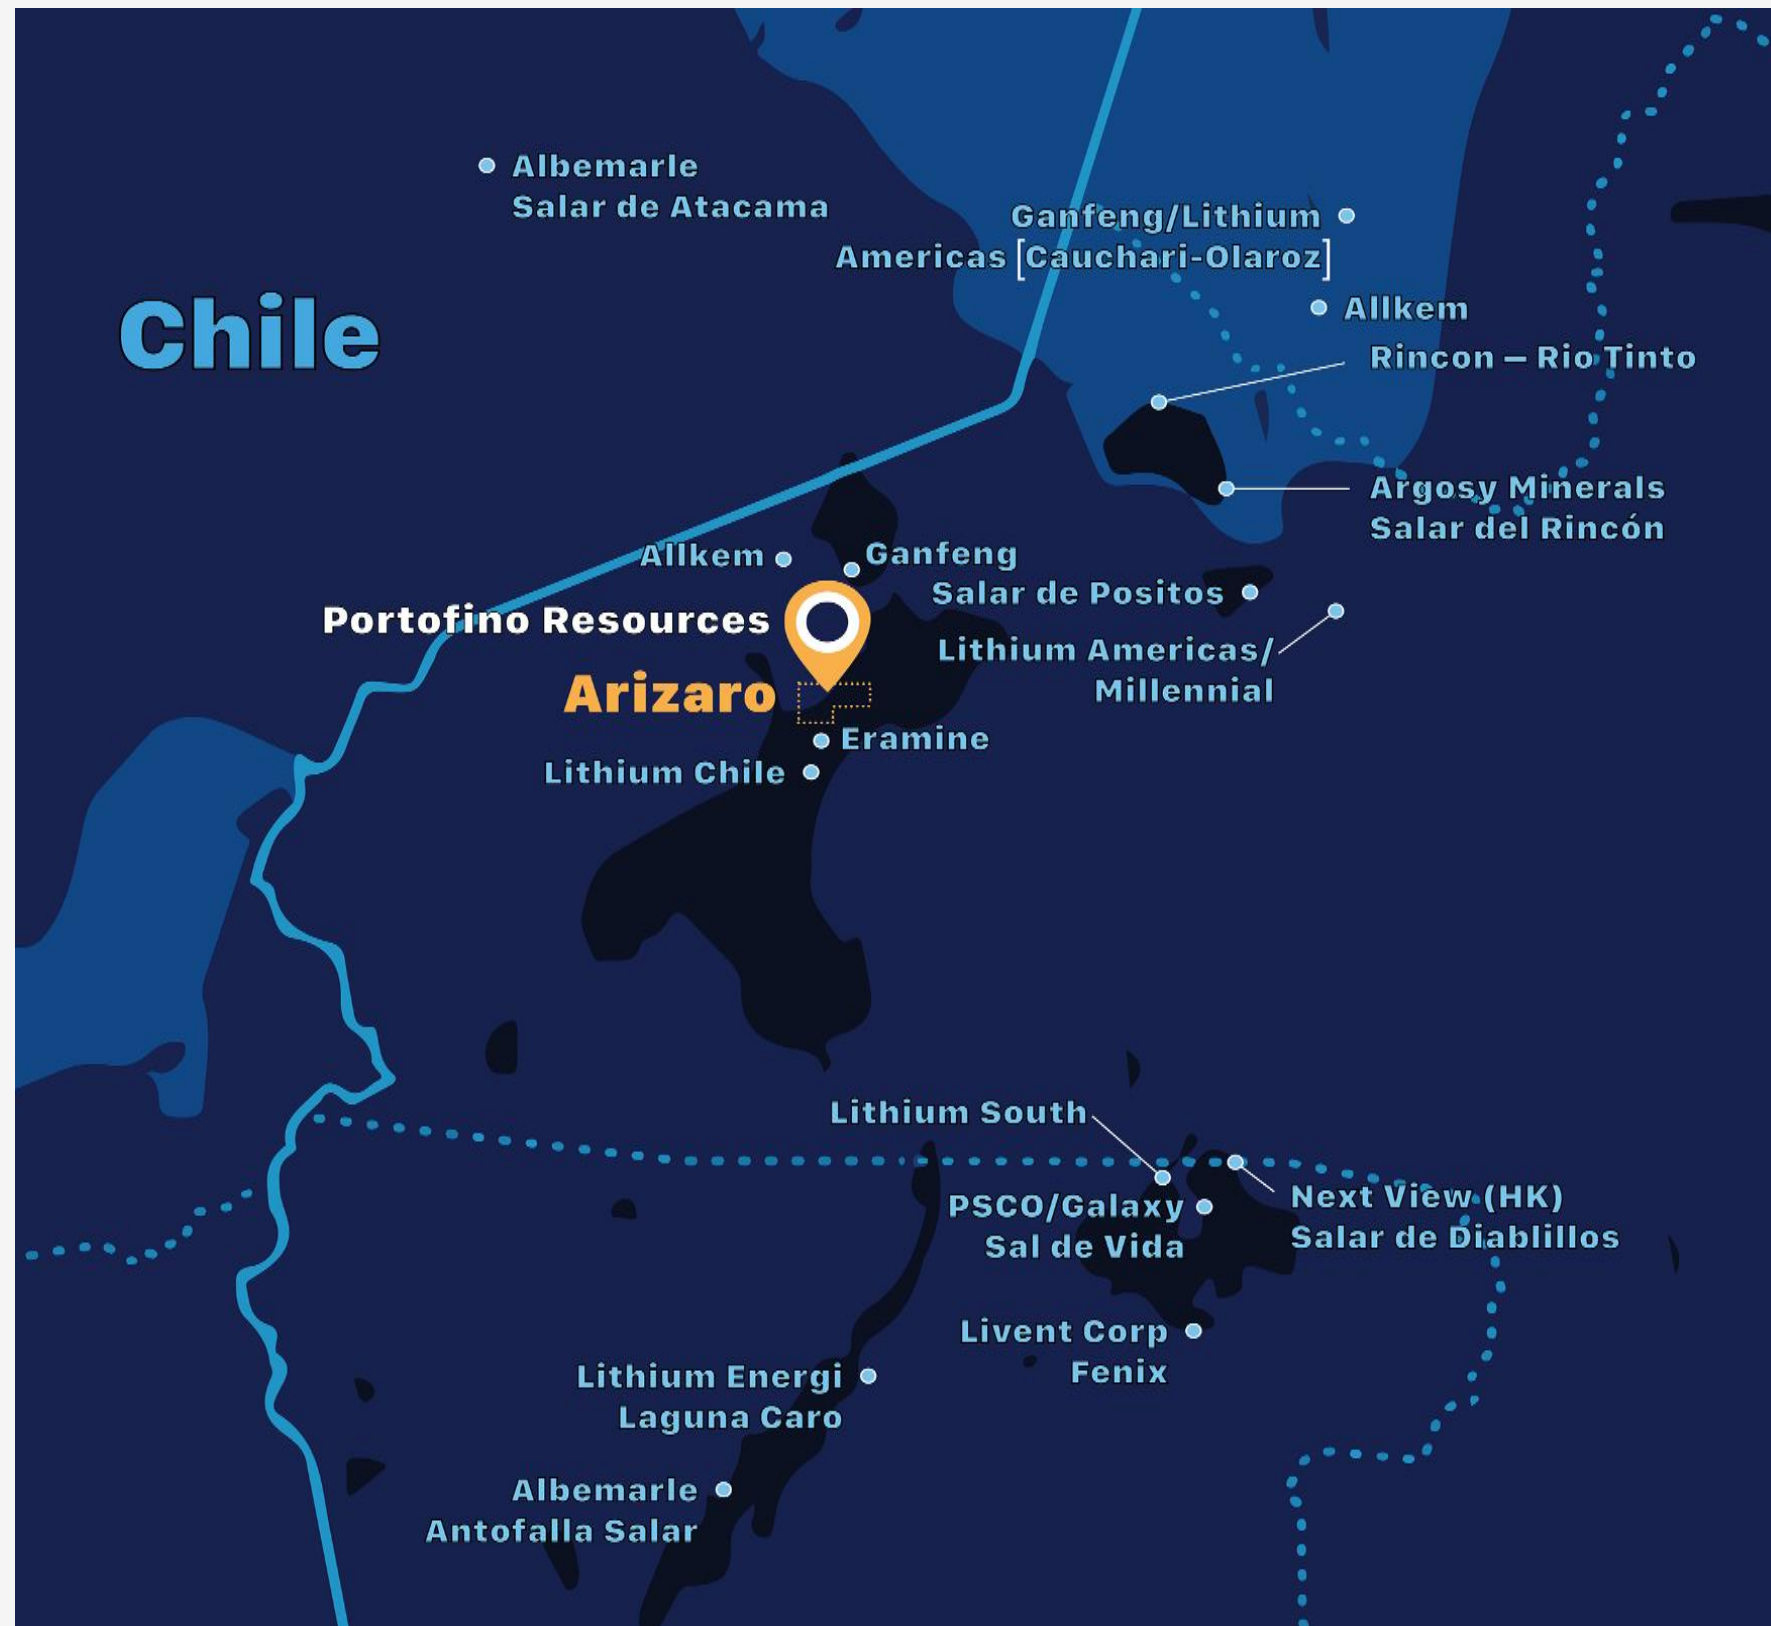 Albemarle
Salar de Atacama
Ganfeng/Lithium
Americas [Cauchari-Olaroz]
Chile
Allkem
Rincon – Rio Tinto
Argosy Minerals
Salar del Rincón
Allkem
Ganfeng
Salar de Positos
Portofino Resources
Lithium Americas/
Millennial
Arizaro
Eramine
Lithium Chile
Lithium South
PSCO/Galaxy
Sal de Vida
Next View (HK)
Salar de Diablillos
Livent Corp
Fenix
Lithium Energi
Laguna Caro
Albemarle
Antofalla Salar